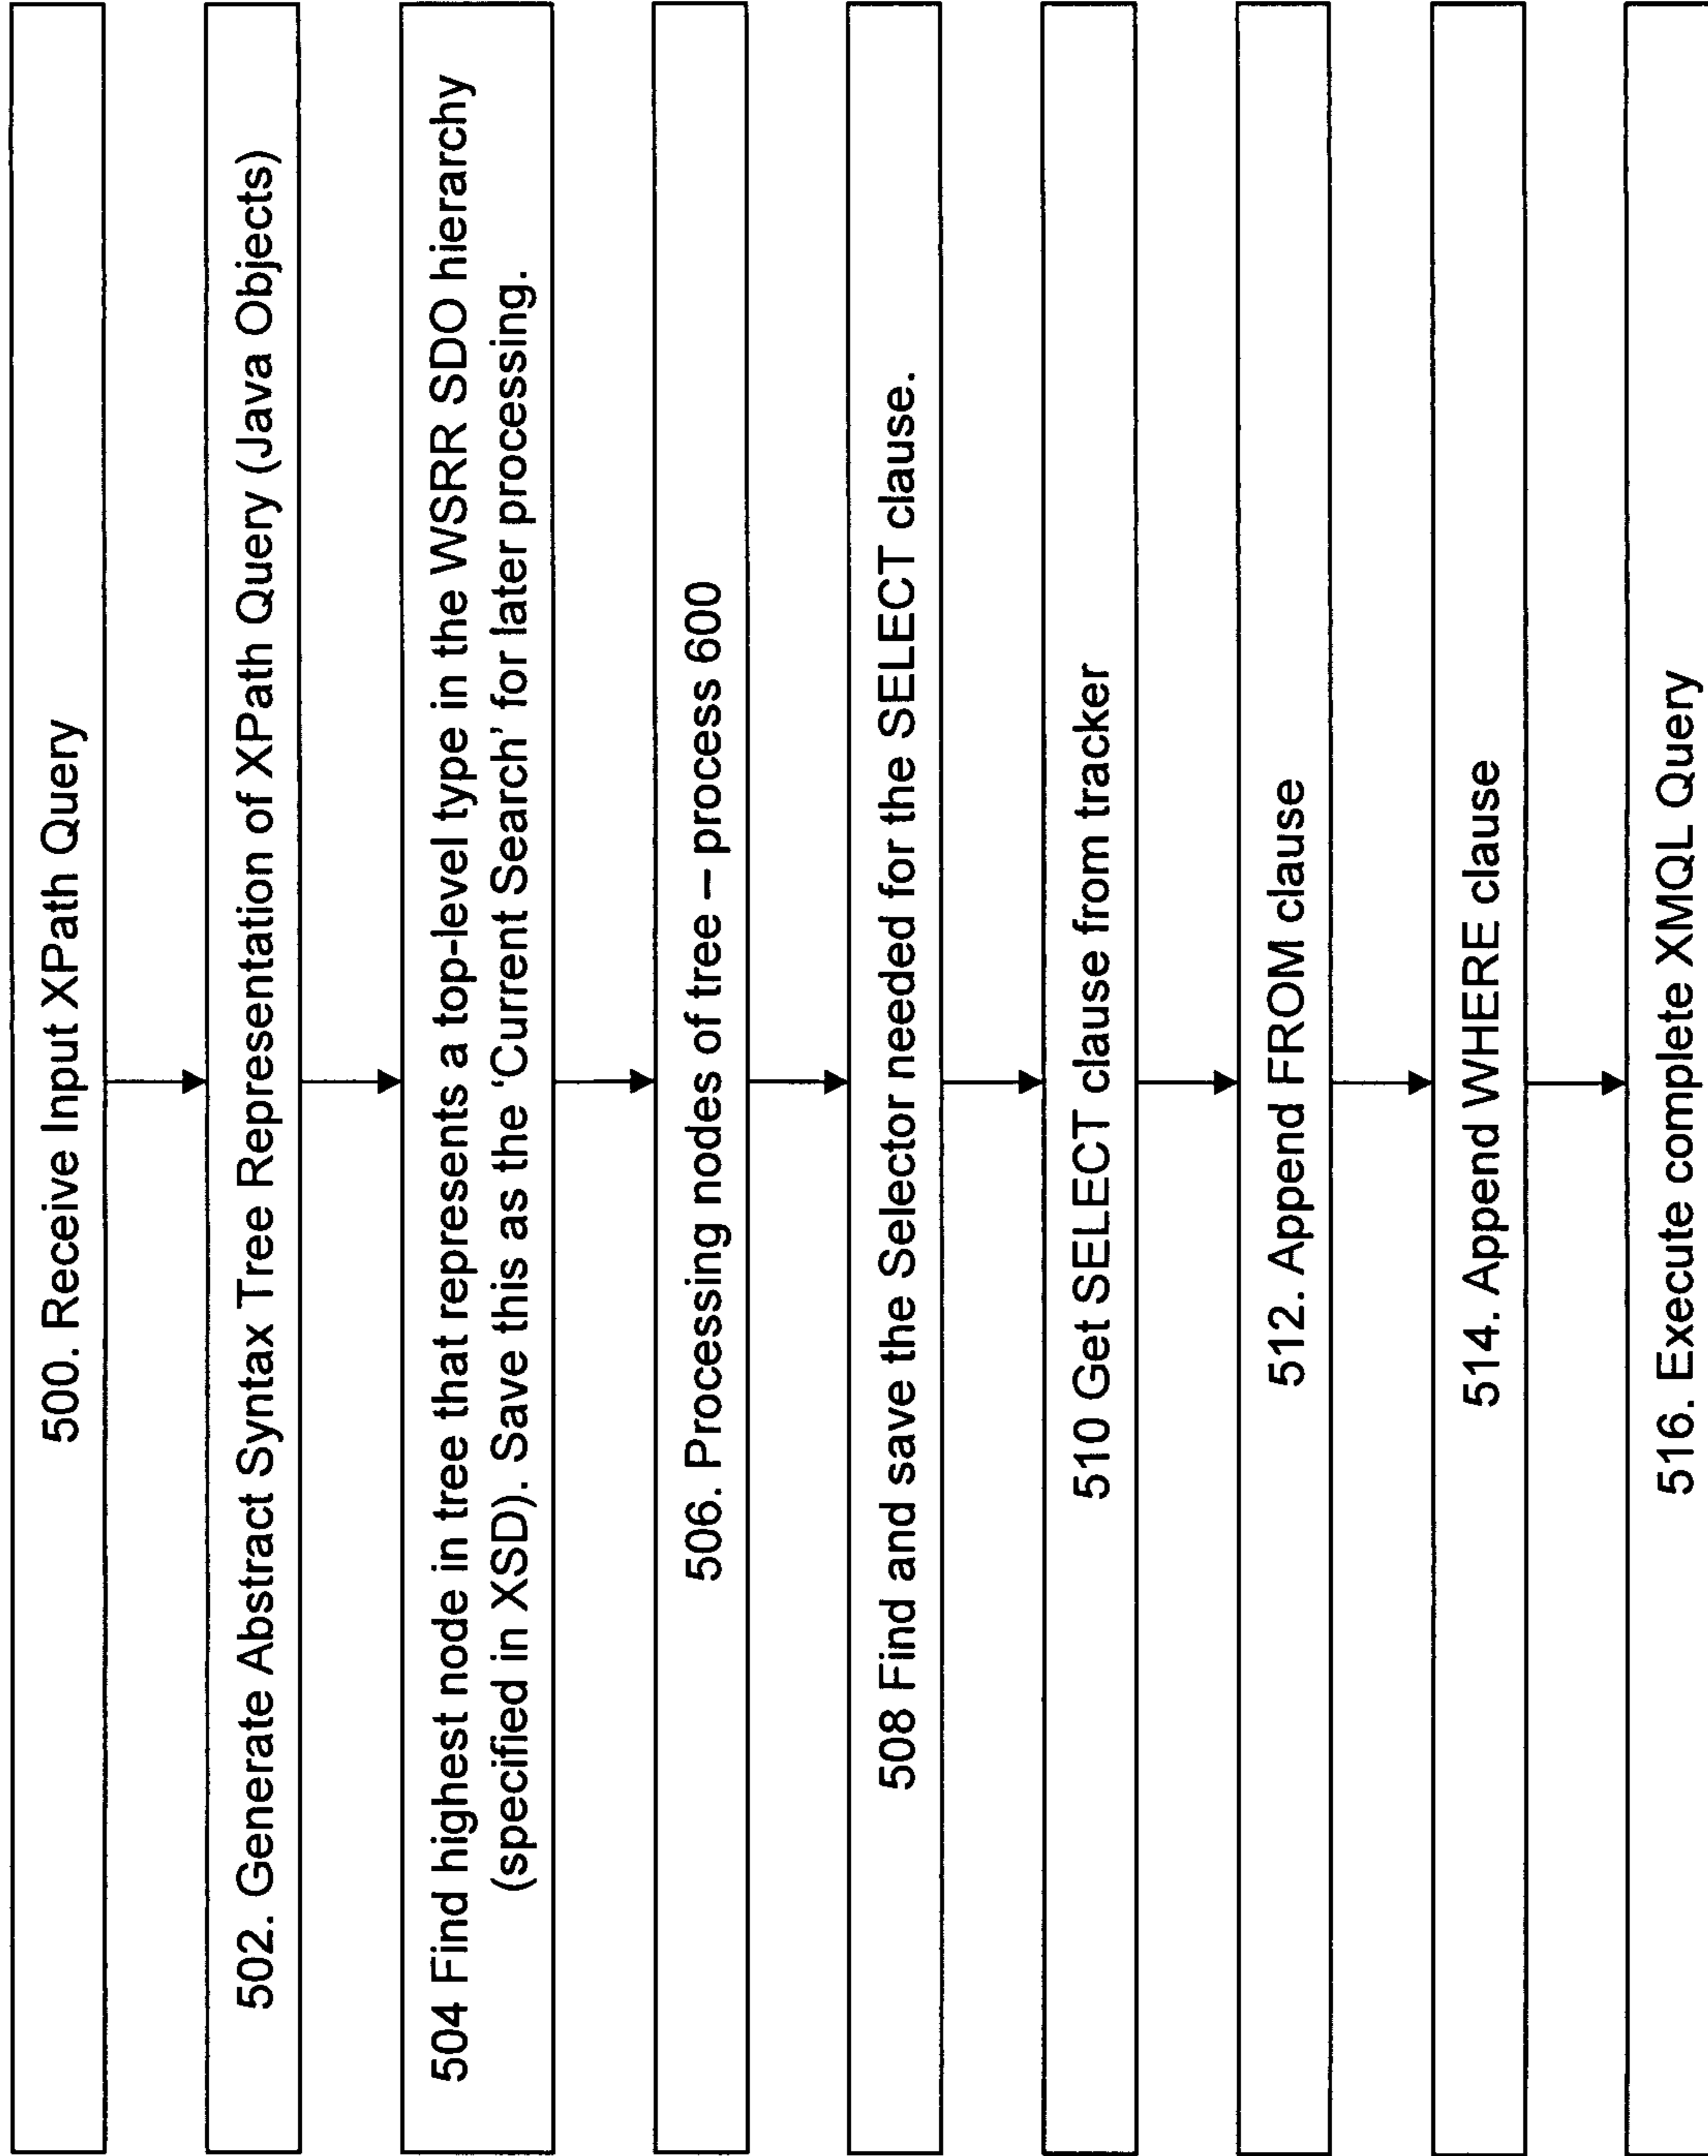 500. Receive Input XPath Query
502. Generate Abstract Syntax Tree Representation of XPath Query (Java Objects)
504 Find highest node in tree that represents a top-level type in the WSRR SDO hierarchy
(specified in XSD). Save this as the 'Current Search' for later processing.
506. Processing nodes of tree – process 600
508 Find and save the Selector needed for the SELECT clause.
510 Get SELECT clause from tracker
512. Append FROM clause
514. Append WHERE clause
516. Execute complete XMQL Query